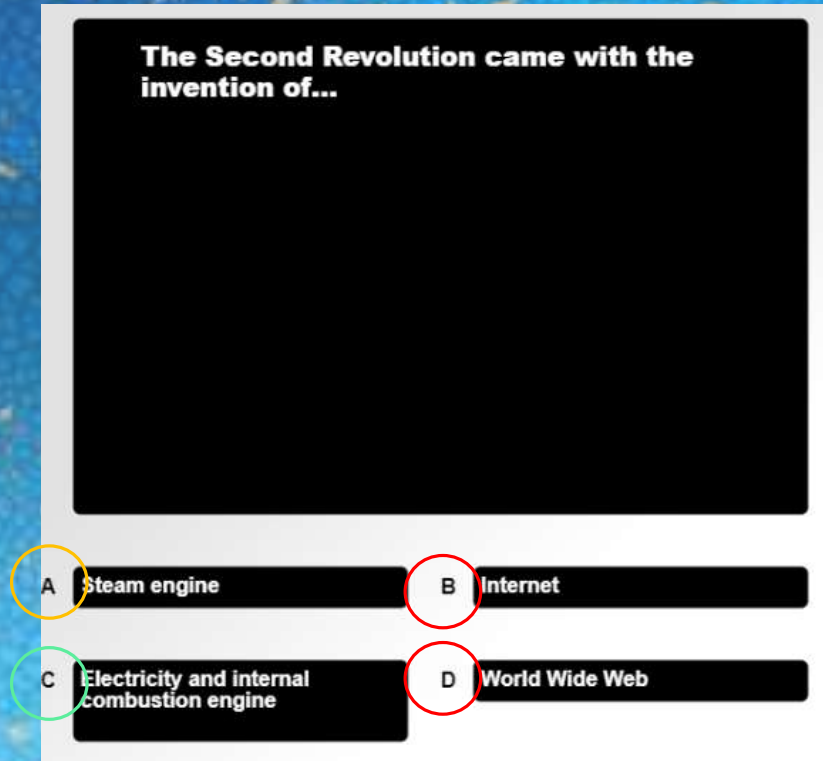 The Second Revolution came with the
invention of...
A Steam engine
B Internet
C Electricity and internal
combustion engine
D World Wide Web